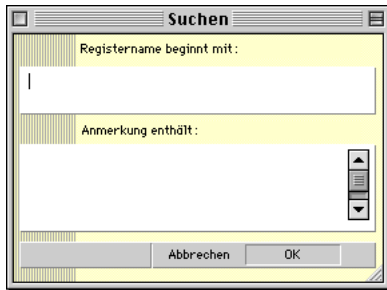 Suchen
Registername beginnt mit:
Anmerkung enthält:
Abbrechen OK